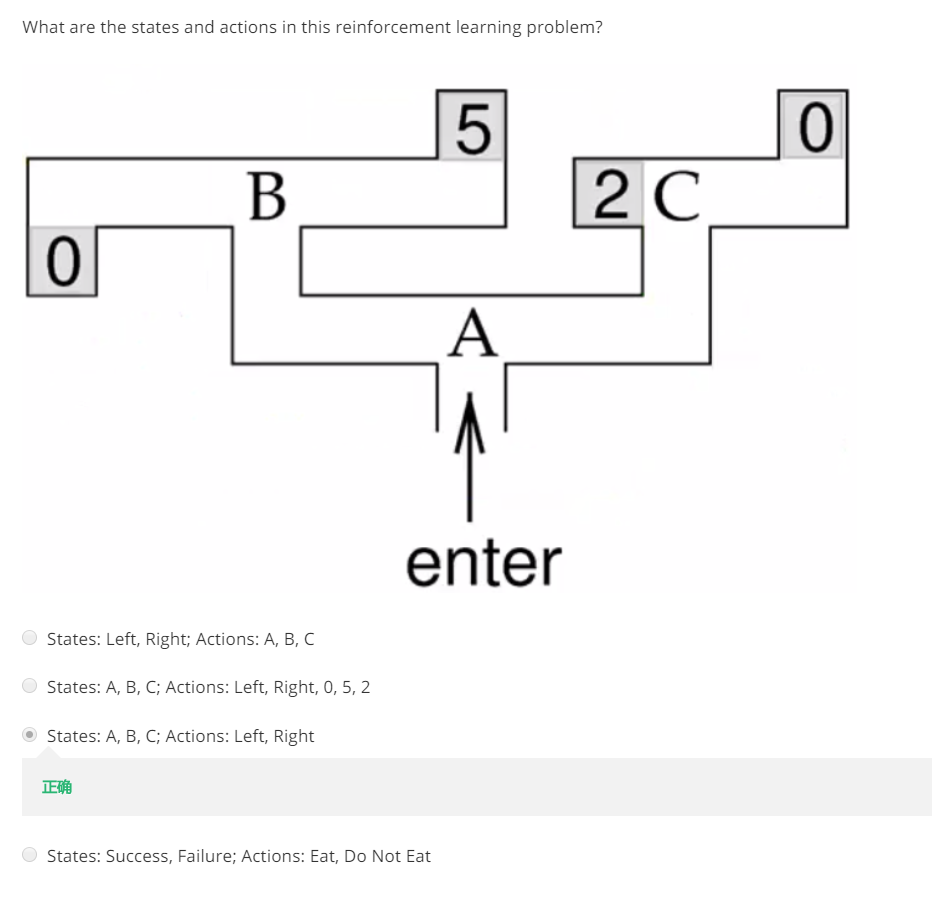 What are the states and actions in this reinforcement learning problem?
5
0
B
2 C
0
A
enter
States: Left, Right; Actions: A, B, C
States: A, B, C; Actions: Left, Right, 0, 5, 2
States: A, B, C; Actions: Left, Right
正确
States: Success, Failure; Actions: Eat, Do Not Eat